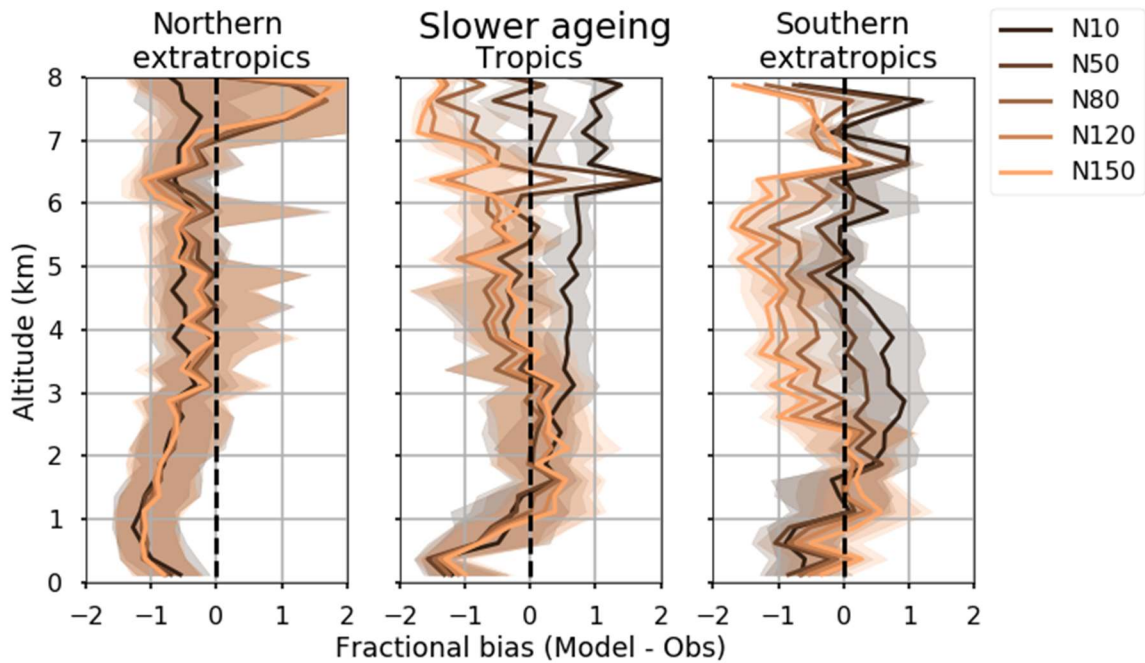 Northern
extratropics
Slower ageing
Tropics
Southern
extratropics
N10
N50
N80
N120
N150
Altitude (km)
8
7
6
5
4
3
2
1
0
−2 −1 0 1 2
−2 −1 0 1 2
−2 −1 0 1 2
Fractional bias (Model - Obs)